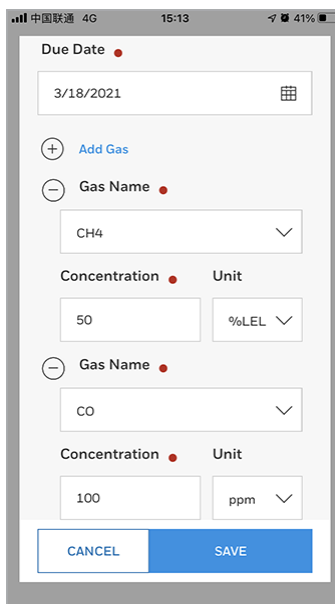 中国联通 4G 15:13 41%
Due Date
3/18/2021
Add Gas
Gas Name
CH4
Concentration Unit
50 %LEL
Gas Name
CO
Concentration Unit
100 ppm
CANCEL SAVE